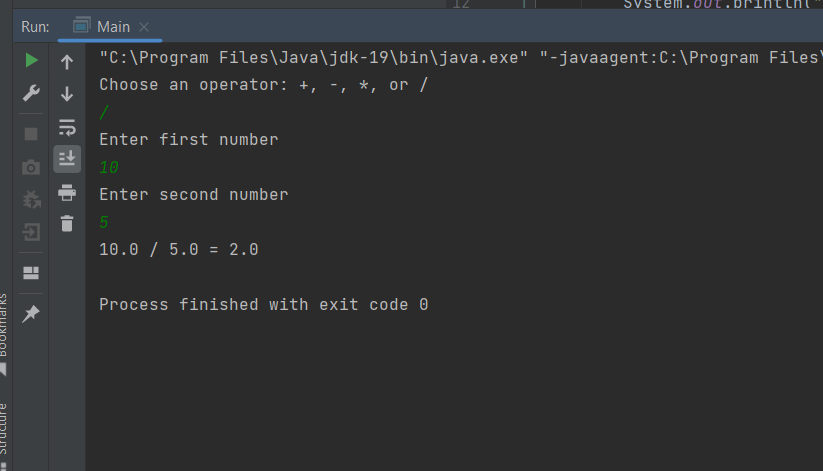 12
System.out.println("
Run:
Main
"C:\Program Files\Java\jdk-19\bin\java.exe" "-javaagent:C:\Program Files\
Choose an operator: +, -, *, or /
/
Enter first number
10
Enter second number
5
10.0 / 5.0 = 2.0
Process finished with exit code 0
Bookmarks
Structure